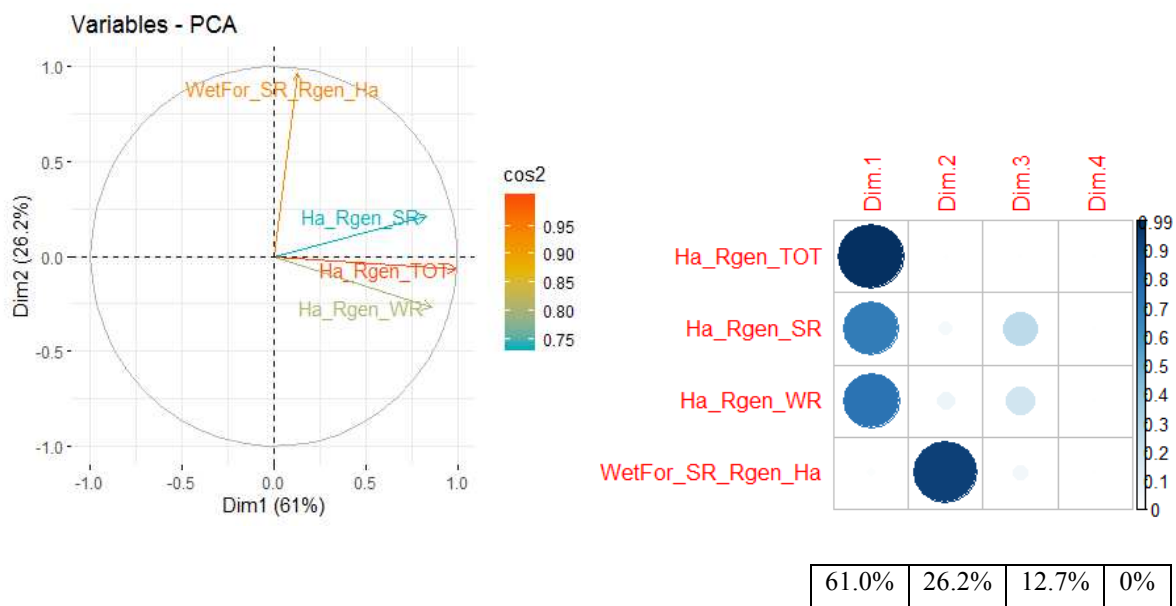 Variables - PCA
1.0
0.5
0.0
-0.5
-1.0
Dim2 (26.2%)
WetFor_SR_Rgen_Ha
Ha_Rgen_SR
Ha_Rgen_TOT
Ha_Rgen_WR
-1.0 -0.5 0.0 0.5 1.0
Dim1 (61%)
cos2
0.95
0.90
0.85
0.80
0.75
Dim.1 Dim.2 Dim.3 Dim.4
Ha_Rgen_TOT
Ha_Rgen_SR
Ha_Rgen_WR
WetFor_SR_Rgen_Ha
0.99
0.9
0.8
0.7
0.6
0.5
0.4
0.3
0.2
0.1
0
61.0% 26.2% 12.7% 0%